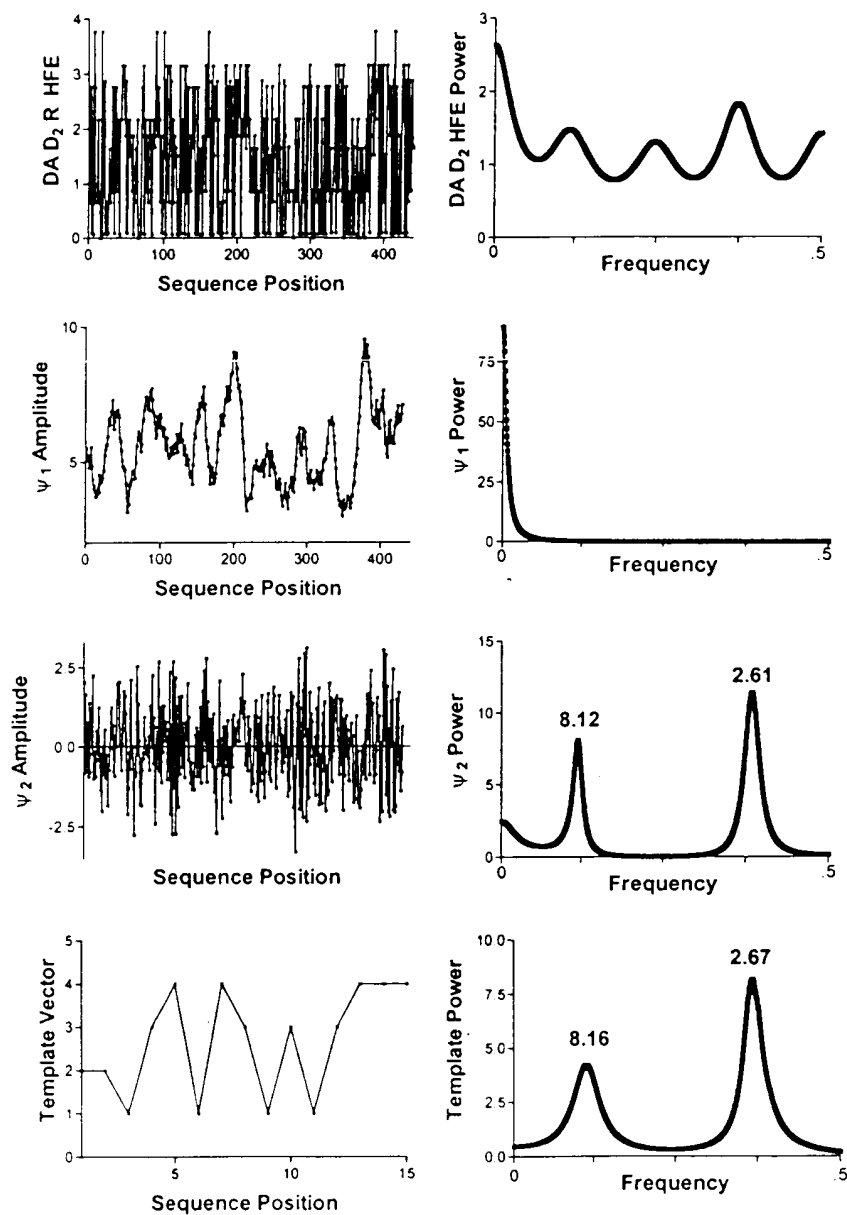 DA D2 R HFE
4
3
2
1
0
0 100 200 300 400
Sequence Position
DA D2 HFE Power
3
2
1
0
0 .5
Frequency
ψ1 Amplitude
10
5
0 100 200 300 400
Sequence Position
ψ1 Power
75
50
25
0
0 .5
Frequency
ψ2 Amplitude
2.5
0.0
-2.5
Sequence Position
ψ2 Power
15
10
5
0
8.12
2.61
0 .5
Frequency
Template Vector
5
4
3
2
1
0
5 10 15
Sequence Position
Template Power
10.0
7.5
5.0
2.5
0.0
8.16
2.67
0 .5
Frequency